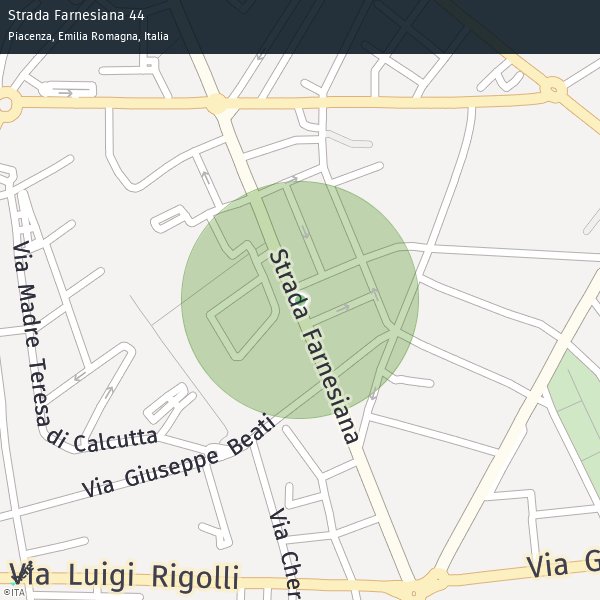 Strada Farnesiana 44
Piacenza, Emilia Romagna, Italia
Strada Farnesiana
Via Madre Teresa
di Calcutta
Via Giuseppe Beati
Via Cher
Via Luigi Rigolli
Via G
©ITA